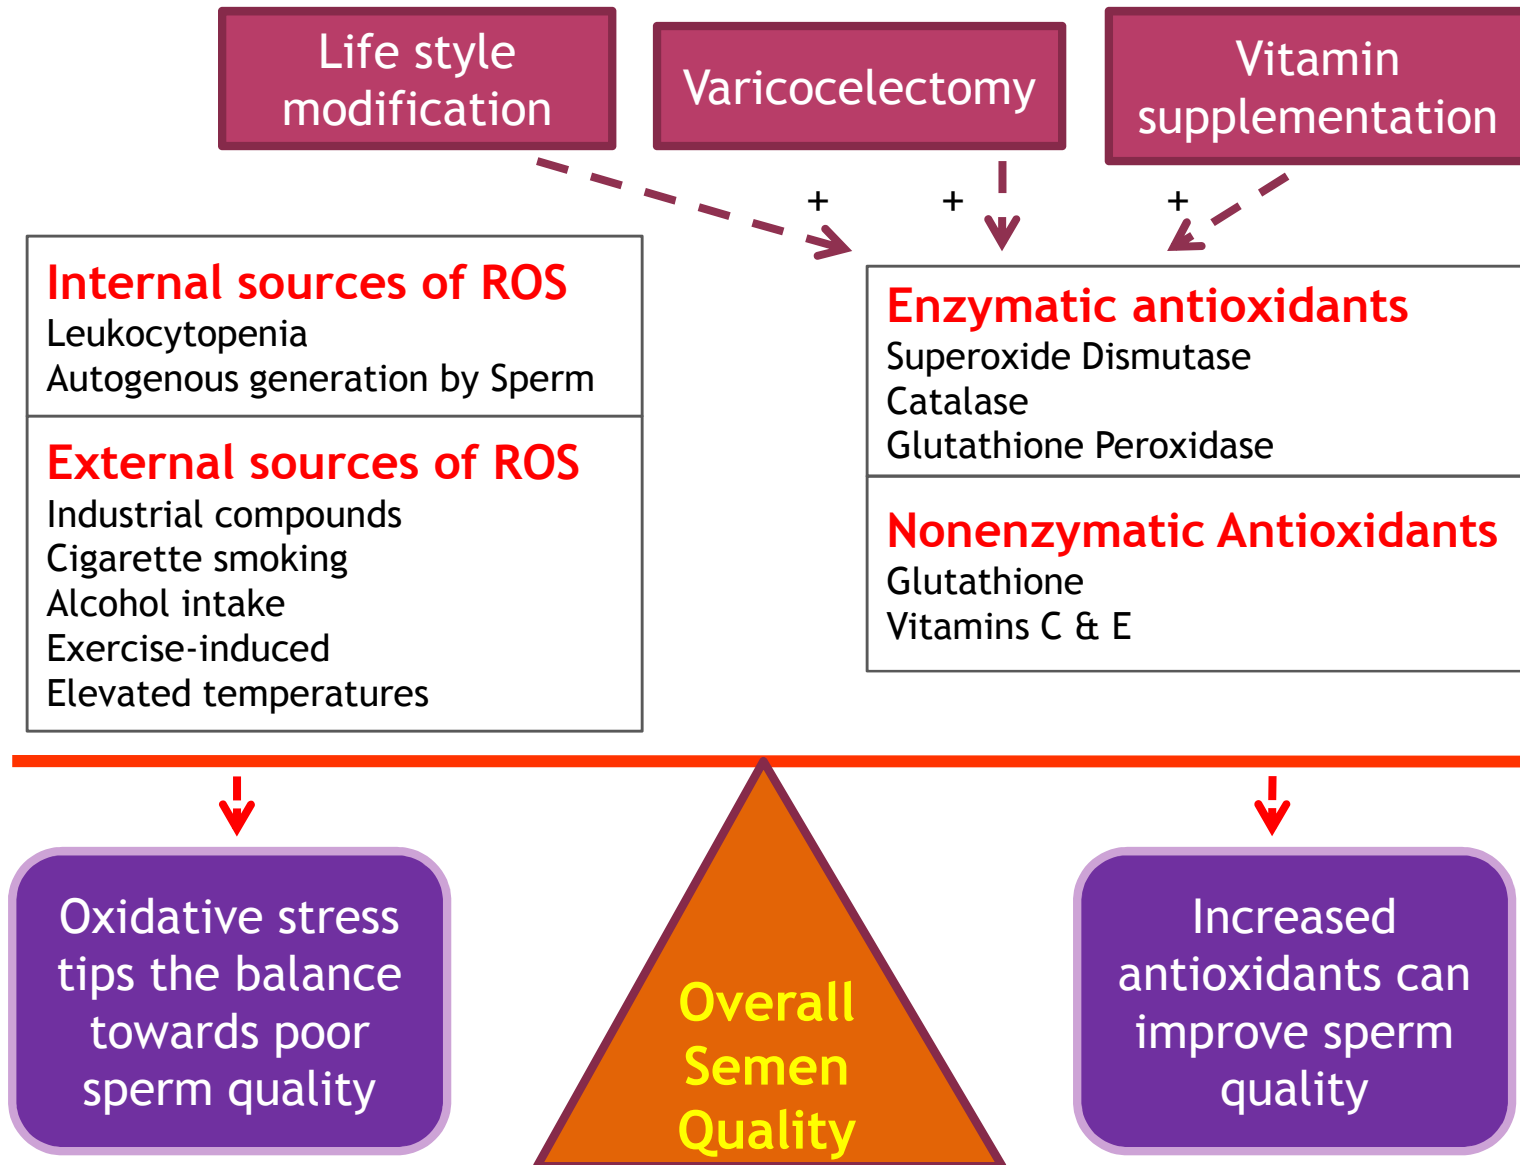 Life style
modification
Varicocelectomy
Vitamin
supplementation
+
+
+
Internal sources of ROS
Leukocytopenia
Autogenous generation by Sperm
External sources of ROS
Industrial compounds
Cigarette smoking
Alcohol intake
Exercise-induced
Elevated temperatures
Enzymatic antioxidants
Superoxide Dismutase
Catalase
Glutathione Peroxidase
Nonenzymatic Antioxidants
Glutathione
Vitamins C & E
Oxidative stress
tips the balance
towards poor
sperm quality
Overall
Semen
Quality
Increased
antioxidants can
improve sperm
quality